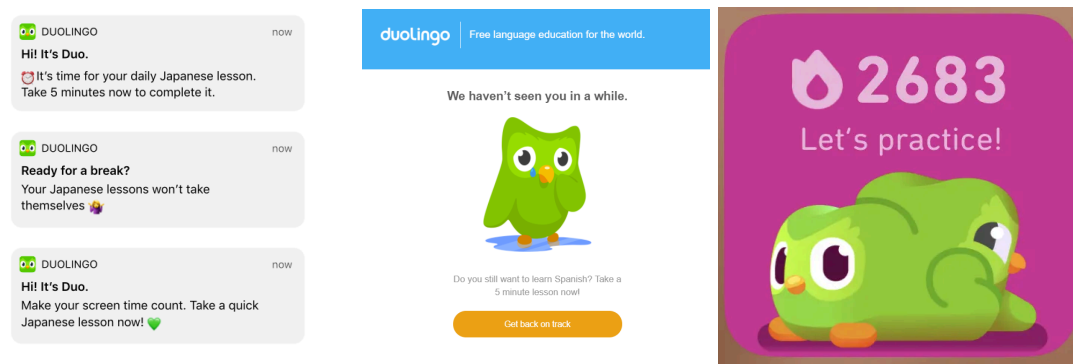 DUOLINGO
now
Hi! It's Duo.
⏰It's time for your daily Japanese lesson.
Take 5 minutes now to complete it.
DUOLINGO
now
Ready for a break?
Your Japanese lessons won't take
themselves 🤷‍♀️
DUOLINGO
now
Hi! It's Duo.
Make your screen time count. Take a quick
Japanese lesson now! 💚
duolingo
Free language education for the world.
We haven't seen you in a while.
Do you still want to learn Spanish? Take a
5 minute lesson now!
Get back on track
2683
Let's practice!